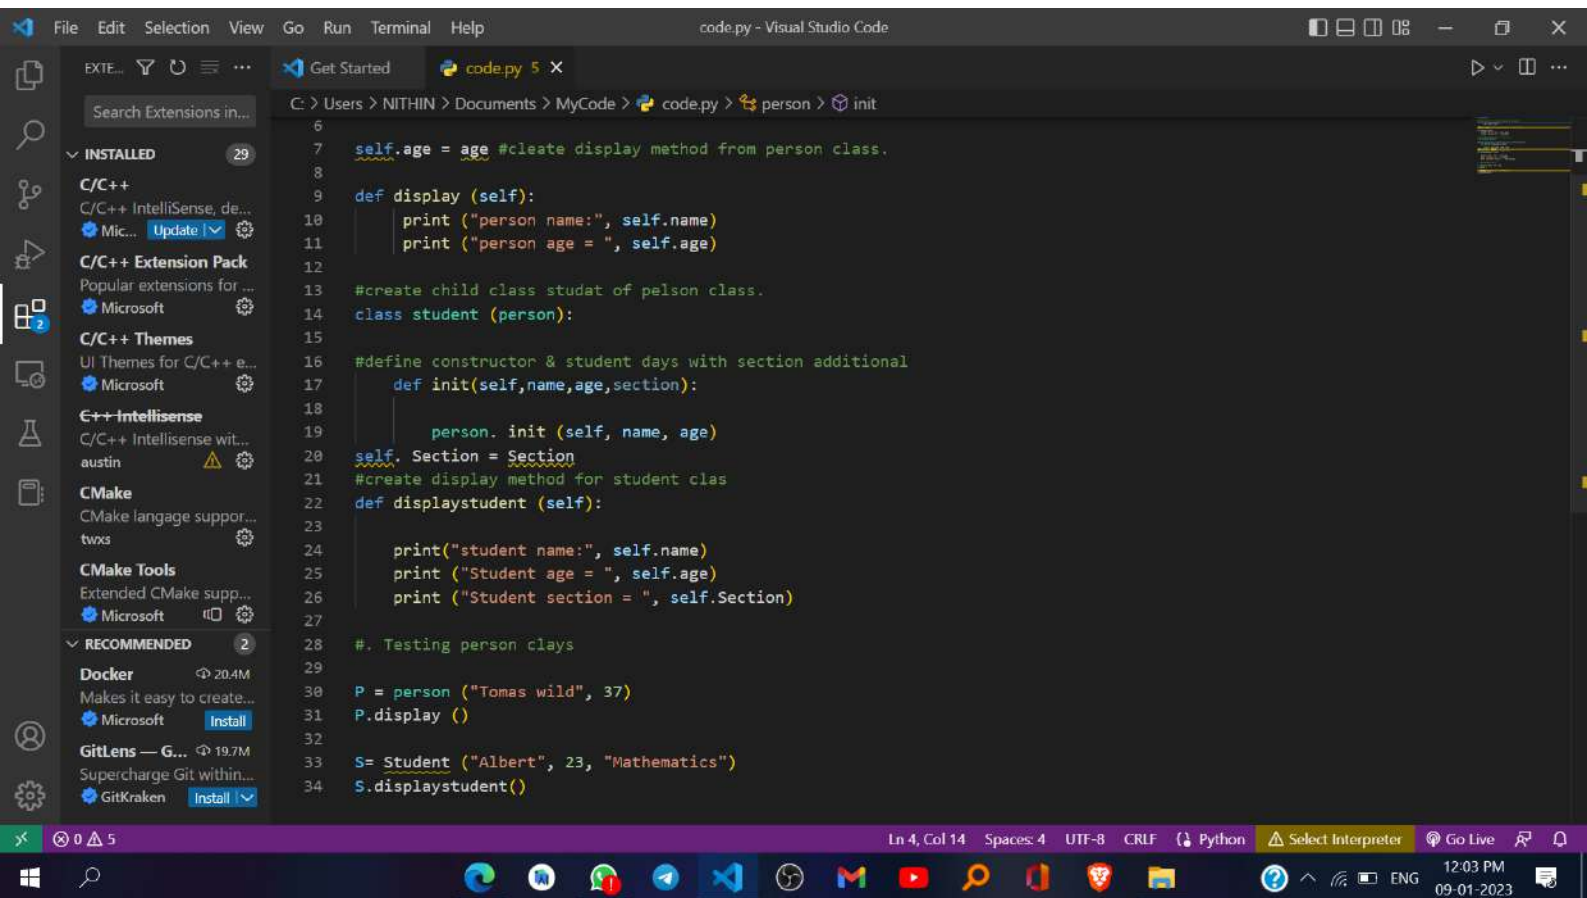 File Edit Selection View Go Run Terminal Help code.py - Visual Studio Code
EXTE... Get Started code.py 5
Search Extensions in...
INSTALLED 29
C/C++
C/C++ IntelliSense, de...
Mic... Update
C/C++ Extension Pack
Popular extensions for ...
Microsoft
C/C++ Themes
UI Themes for C/C++ e...
Microsoft
C++ Intellisense
C/C++ Intellisense wit...
austin
CMake
CMake langage suppor...
twxs
CMake Tools
Extended CMake supp...
Microsoft
RECOMMENDED 2
Docker 20.4M
Makes it easy to create...
Microsoft Install
GitLens — G... 19.7M
Supercharge Git within...
GitKraken Install
2
C: > Users > NITHIN > Documents > MyCode > code.py > person > init
6
7 self.age = age #cleate display method from person class.
8
9 def display (self):
10 print ("person name:", self.name)
11 print ("person age = ", self.age)
12
13 #create child class studat of pelson class.
14 class student (person):
15
16 #define constructor & student days with section additional
17 def init(self,name,age,section):
18
19 person. init (self, name, age)
20 self. Section = Section
21 #create display method for student clas
22 def displaystudent (self):
23
24 print("student name:", self.name)
25 print ("Student age = ", self.age)
26 print ("Student section = ", self.Section)
27
28 #. Testing person clays
29
30 P = person ("Tomas wild", 37)
31 P.display ()
32
33 S= Student ("Albert", 23, "Mathematics")
34 S.displaystudent()
0 5 Ln 4, Col 14 Spaces: 4 UTF-8 CRLF Python Select Interpreter Go Live
ENG 12:03 PM
09-01-2023